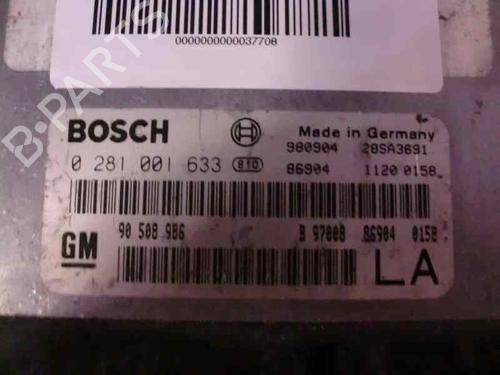 0000000000037708
B-PARTS
BOSCH
Made in Germany
980904 28SA3691
0 281 001 633 810 86904 1120 0158
GM 90 508 986 B 97008 86904 0158
LA